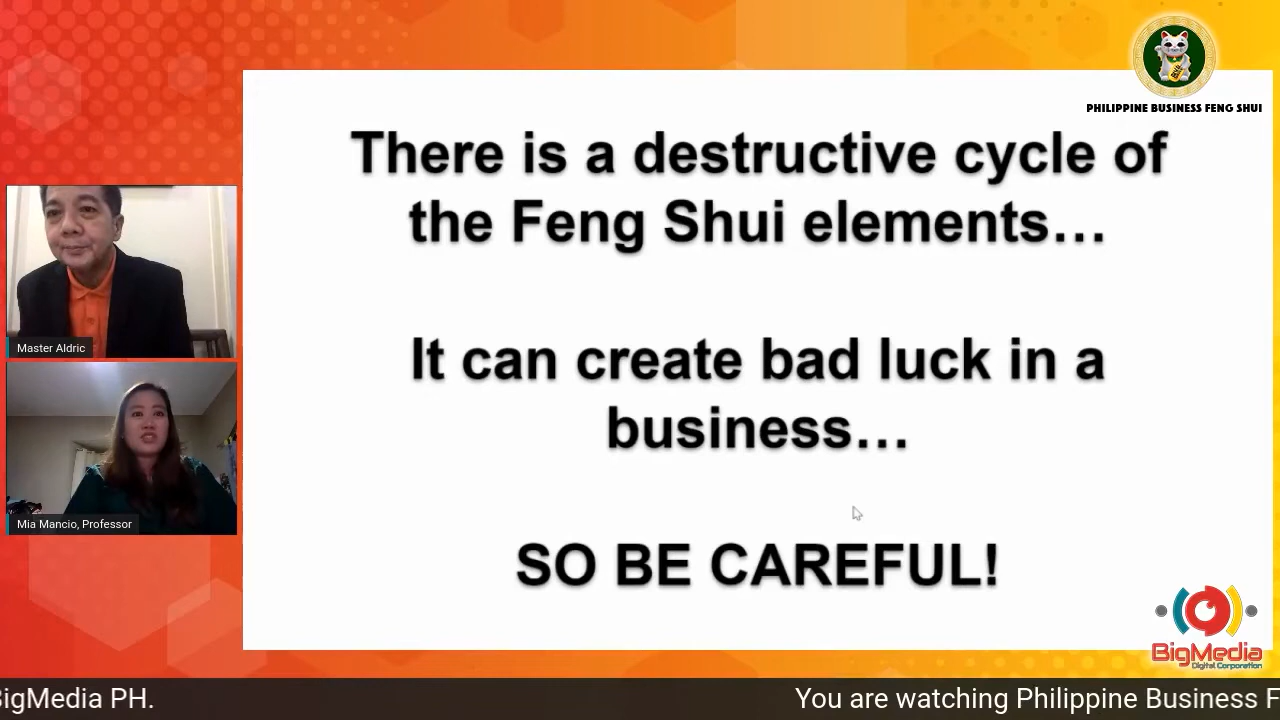 PHILIPPINE BUSINESS FENG SHUI
There is a destructive cycle of
the Feng Shui elements…
It can create bad luck in a
business…
SO BE CAREFUL!
Master Aldric
Mia Mancio, Professor
BigMedia
Digital Corporation
BigMedia PH.
You are watching Philippine Business F